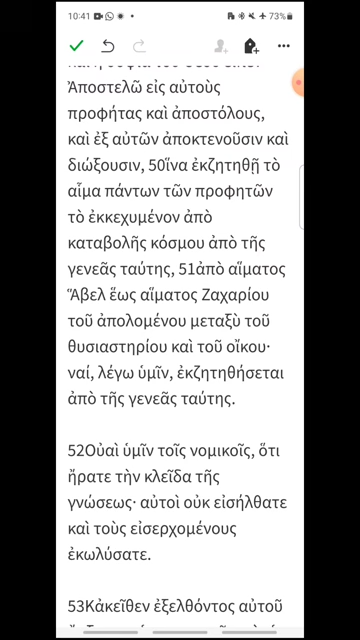 10:41
73%
Ἀποστελῶ εἰς αὐτοὺς
προφήτας καὶ ἀποστόλους,
καὶ ἐξ αὐτῶν ἀποκτενοῦσιν καὶ
διώξουσιν, 50ἵνα ἐκζητηθῇ τὸ
αἷμα πάντων τῶν προφητῶν
τὸ ἐκκεχυμένον ἀπὸ
καταβολῆς κόσμου ἀπὸ τῆς
γενεᾶς ταύτης, 51ἀπὸ αἵματος
Ἅβελ ἕως αἵματος Ζαχαρίου
τοῦ ἀπολομένου μεταξὺ τοῦ
θυσιαστηρίου καὶ τοῦ οἴκου·
ναί, λέγω ὑμῖν, ἐκζητηθήσεται
ἀπὸ τῆς γενεᾶς ταύτης.
52Οὐαὶ ὑμῖν τοῖς νομικοῖς, ὅτι
ἤρατε τὴν κλεῖδα τῆς
γνώσεως· αὐτοὶ οὐκ εἰσήλθατε
καὶ τοὺς εἰσερχομένους
ἐκωλύσατε.
53Κἀκεῖθεν ἐξελθόντος αὐτοῦ